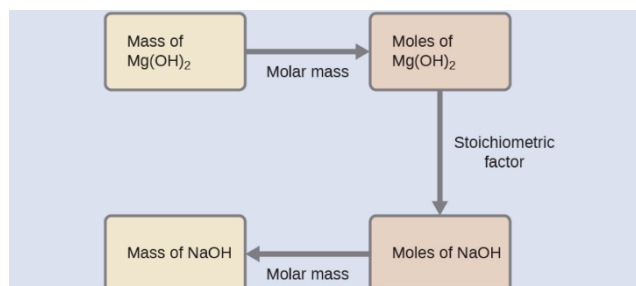 Mass of
Mg(OH)₂
Molar mass
Moles of
Mg(OH)₂
Stoichiometric
factor
Mass of NaOH
Molar mass
Moles of NaOH